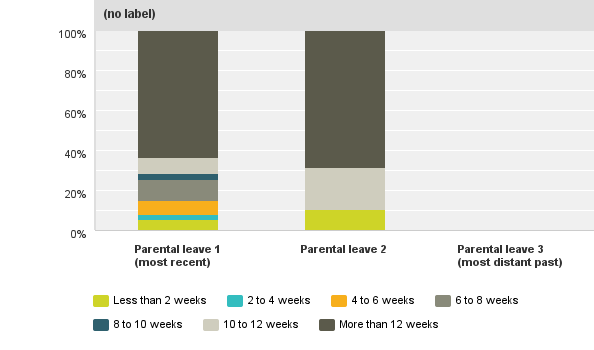 (no label)
100%
80%
60%
40%
20%
0%
Parental leave 1 Parental leave 2 Parental leave 3
(most recent) (most distant past)
Less than 2 weeks 2 to 4 weeks 4 to 6 weeks 6 to 8 weeks
8 to 10 weeks 10 to 12 weeks More than 12 weeks